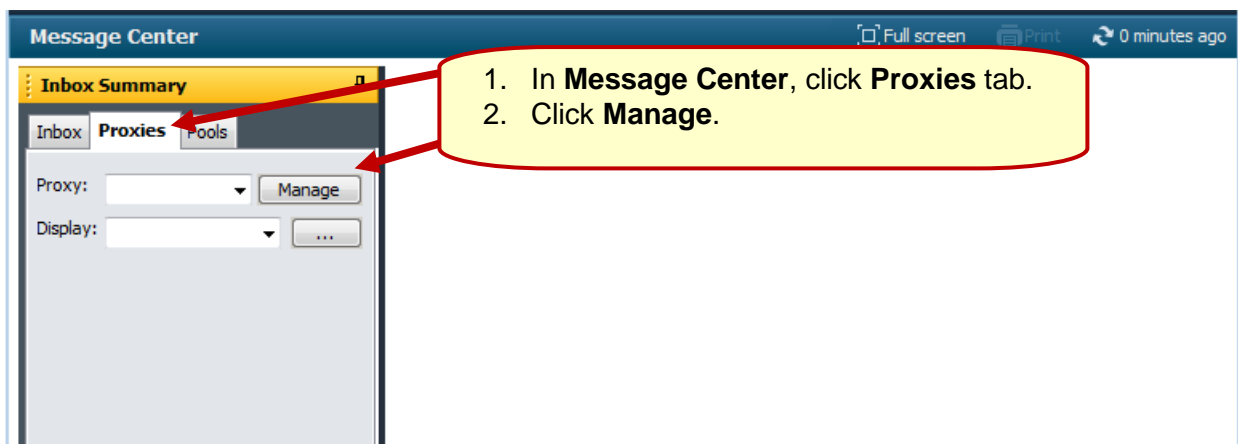 Message Center Full screen Print 0 minutes ago
Inbox Summary
Inbox Proxies Pools
1. In Message Center, click Proxies tab.
2. Click Manage.
Proxy: Manage
Display: ...